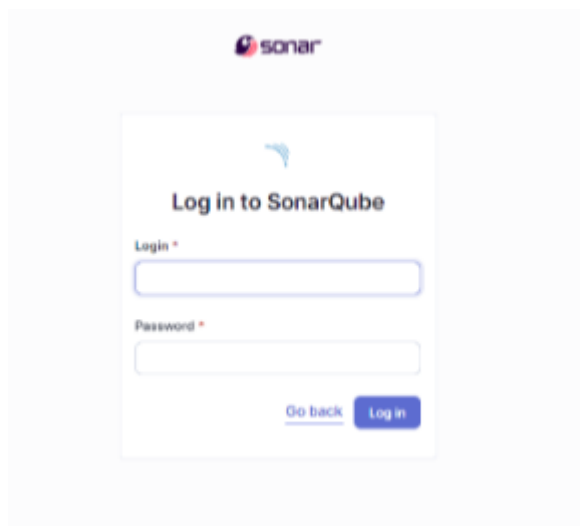 sonar
Log in to SonarQube
Login *
Password *
Go back
Log in